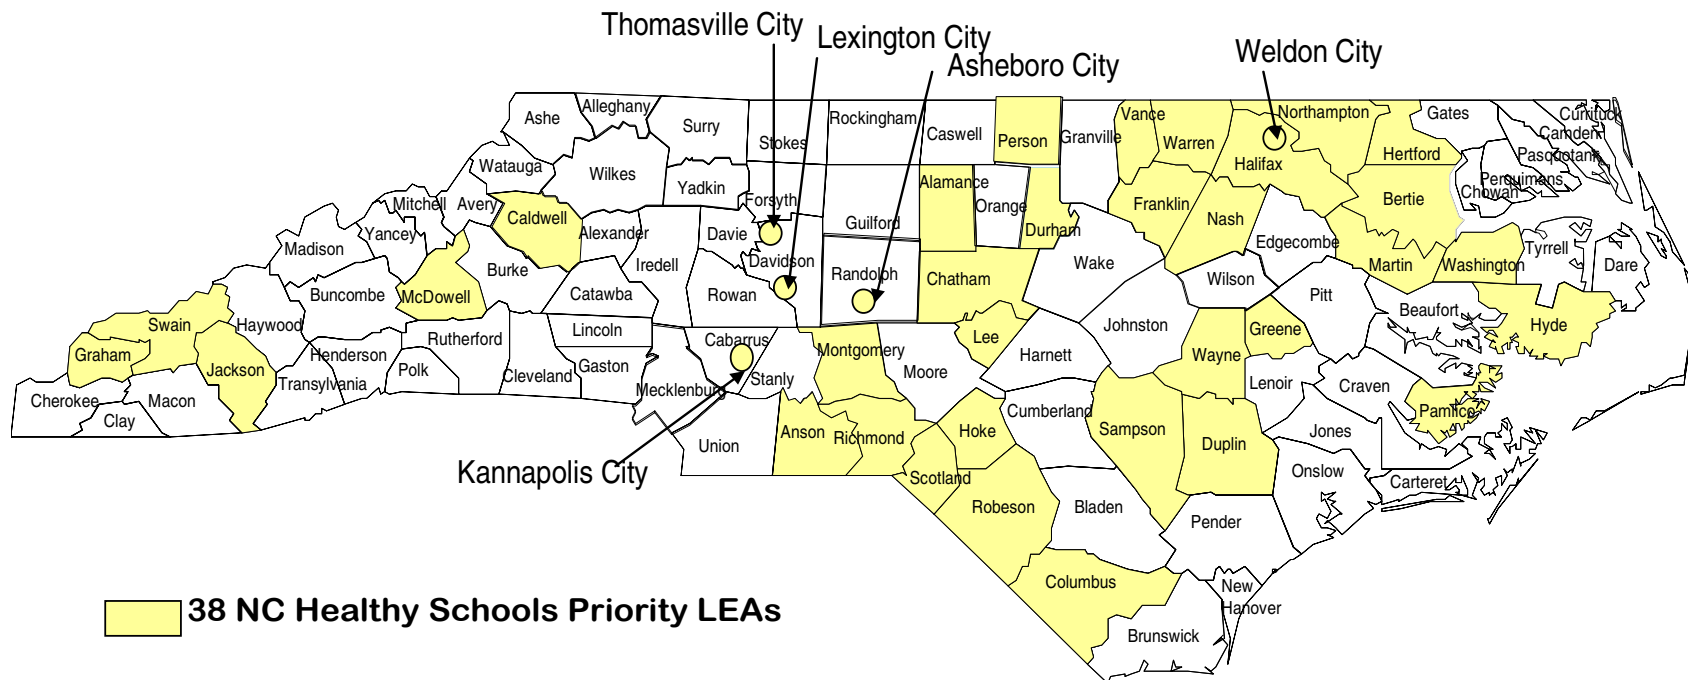 Thomasville City
Lexington City
Asheboro City
Weldon City
Ashe
Alleghany
Surry
Stokes
Rockingham
Caswell
Person
Granville
Vance
Warren
Northampton
Gates
Currituck
Camden
Pasquotank
Perquimans
Chowan
Hertford
Halifax
Watauga
Wilkes
Yadkin
Forsyth
Guilford
Alamance
Orange
Durham
Franklin
Nash
Bertie
Mitchell
Avery
Caldwell
Alexander
Davie
Iredell
Davidson
Randolph
Chatham
Wake
Edgecombe
Martin
Washington
Tyrrell
Dare
Madison
Yancey
Burke
McDowell
Buncombe
Catawba
Rowan
Wilson
Pitt
Beaufort
Hyde
Swain
Haywood
Graham
Jackson
Henderson
Rutherford
Lincoln
Cabarrus
Montgomery
Lee
Harnett
Johnston
Wayne
Greene
Cherokee
Clay
Macon
Transylvania
Polk
Cleveland
Gaston
Mecklenburg
Stanly
Moore
Lenoir
Craven
Pamlico
Union
Anson
Richmond
Hoke
Cumberland
Sampson
Duplin
Jones
Onslow
Carteret
Kannapolis City
Scotland
Robeson
Bladen
Pender
Columbus
New
Hanover
Brunswick
38 NC Healthy Schools Priority LEAs